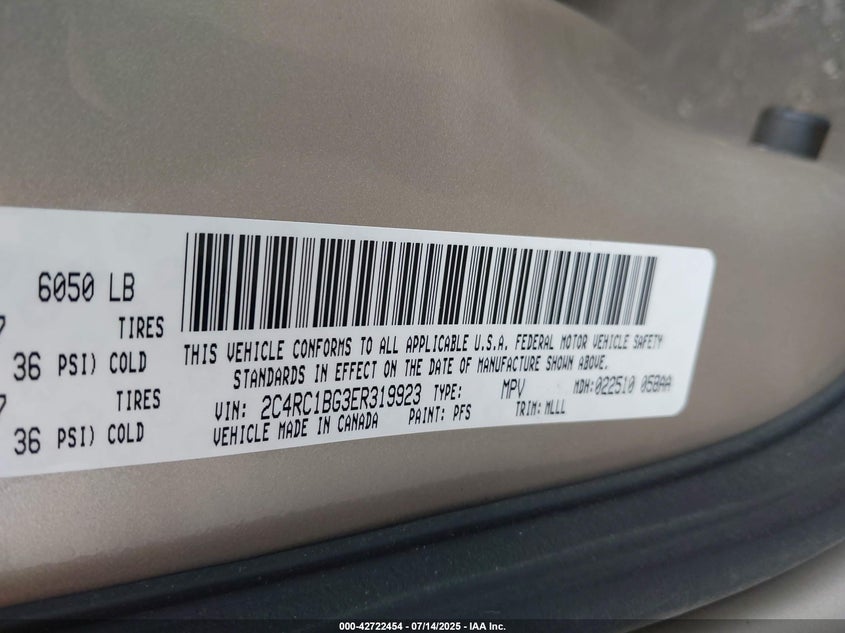 6050 LB
TIRES
36 PSI) COLD
TIRES
36 PSI) COLD
THIS VEHICLE CONFORMS TO ALL APPLICABLE U.S.A. FEDERAL MOTOR VEHICLE SAFETY
STANDARDS IN EFFECT ON THE DATE OF MANUFACTURE SHOWN ABOVE.
VIN: 2C4RC1BG3ER319923 TYPE: MPV MDH:022510 058AA
VEHICLE MADE IN CANADA PAINT: PFS TRIM: MLLL
000-42722454 - 07/14/2025 - IAA Inc.